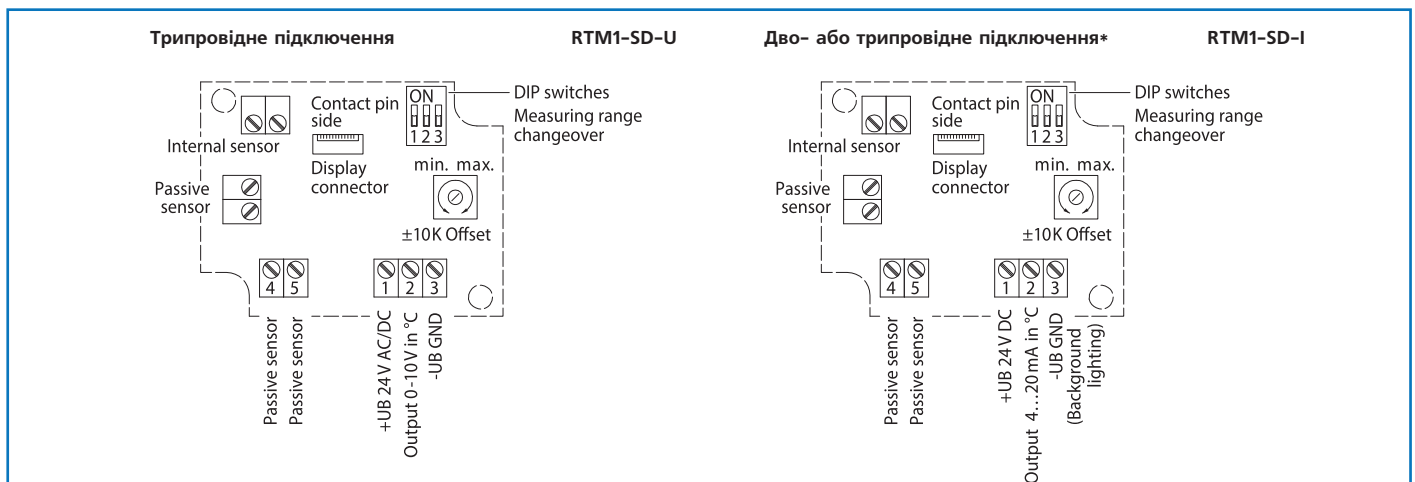 Трипровідне підключення RTM1-SD-U
ON
DIP switches
Contact pin
side
Measuring range
changeover
1 2 3
Internal sensor
Display
connector
min. max.
Passive
sensor
±10K Offset
4 5 1 2 3
Passive sensor
Passive sensor
+UB 24V AC/DC
Output 0-10V in °C
-UB GND
Дво- або трипровідне підключення* RTM1-SD-I
ON
DIP switches
Contact pin
side
Measuring range
changeover
1 2 3
Internal sensor
Display
connector
min. max.
Passive
sensor
±10K Offset
4 5 1 2 3
Passive sensor
Passive sensor
+UB 24V DC
Output 4...20mA in °C
-UB GND
(Background
lighting)